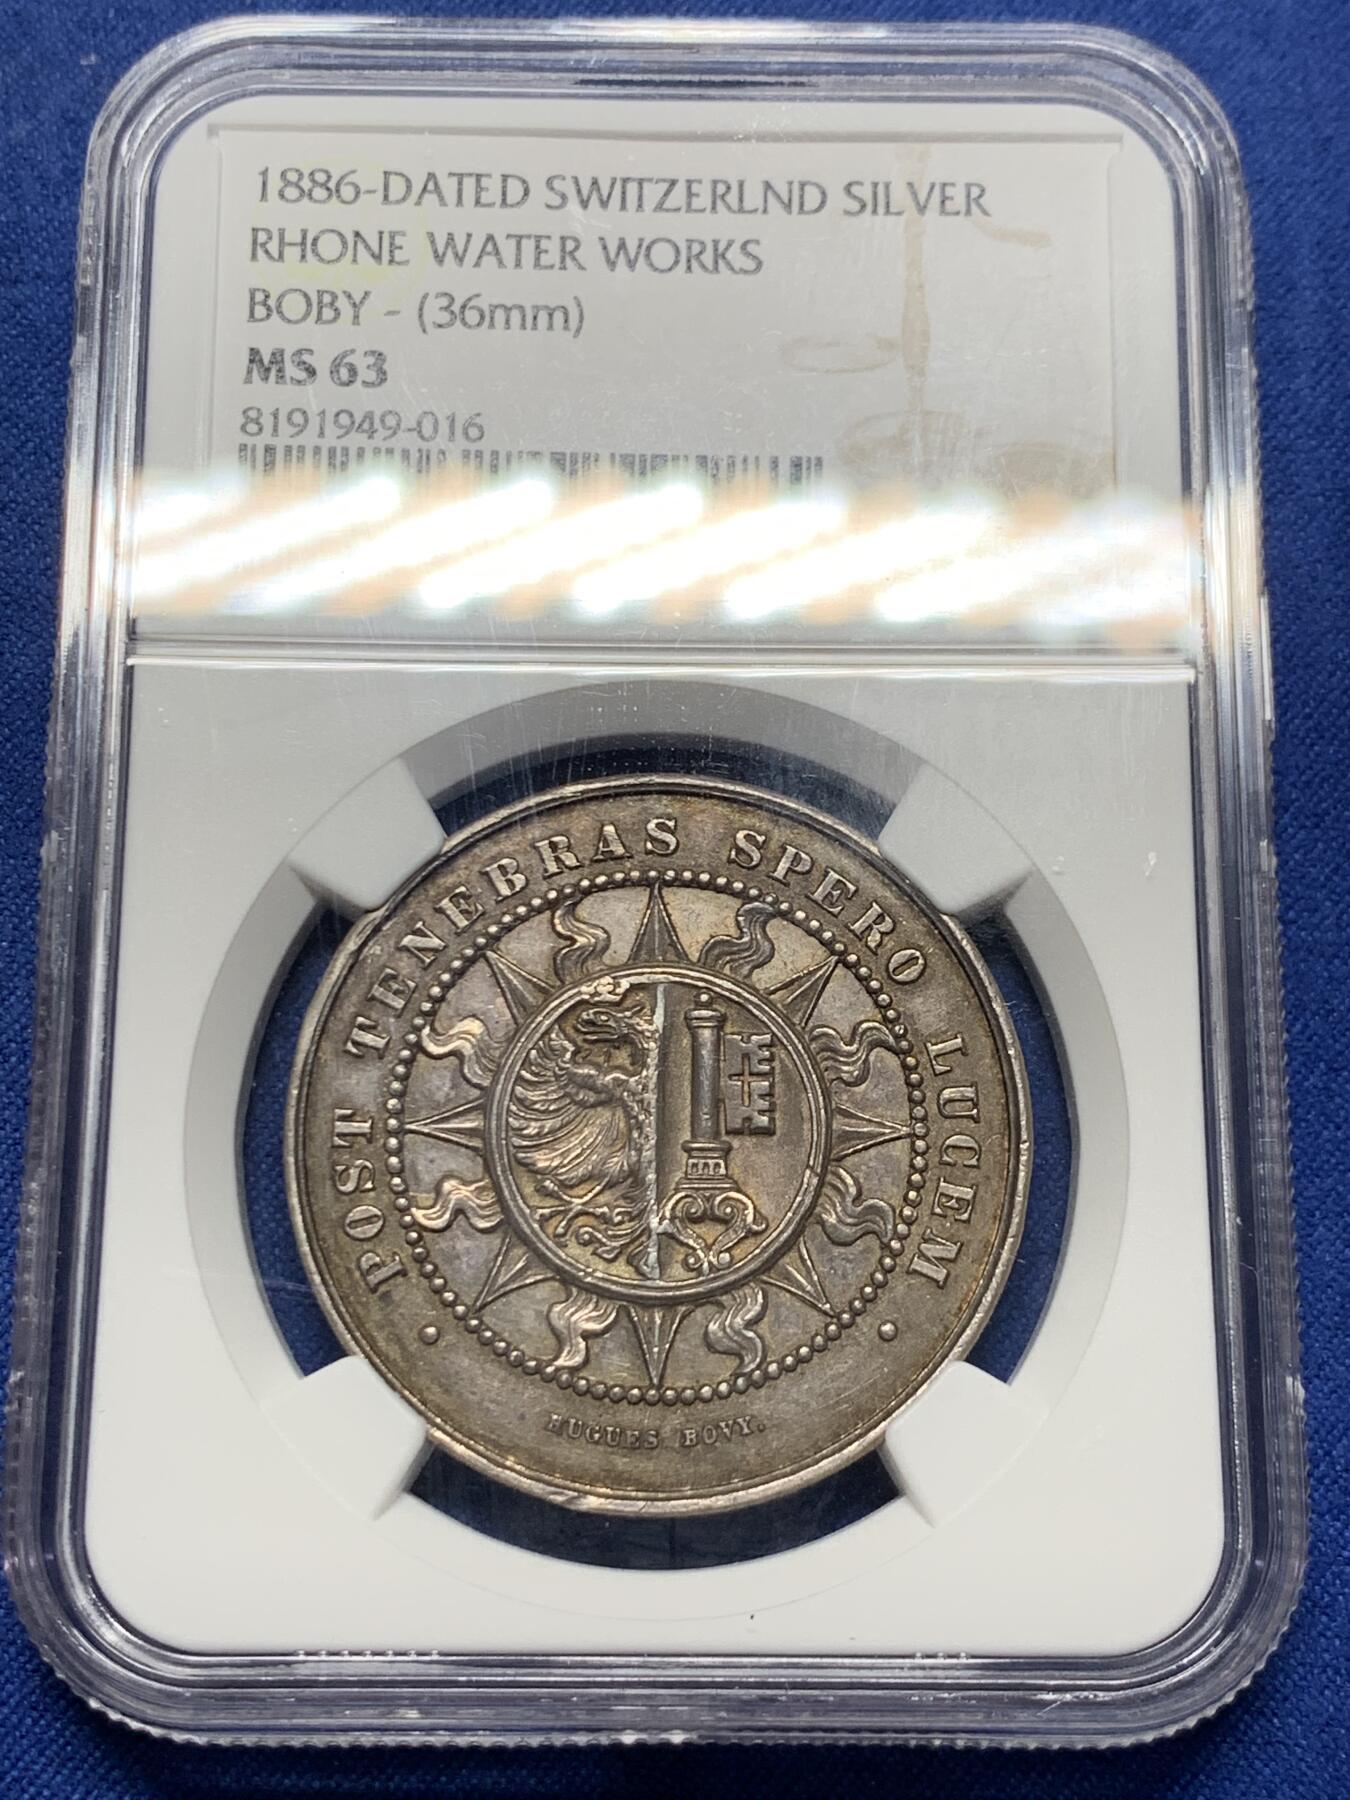 1886-DATED SWITZERLND SILVER
RHONE WATER WORKS
BOBY - (36mm)
MS 63
8191949-016
POST TENEBRAS SPERO LUCEM
HUGUES BOVY.